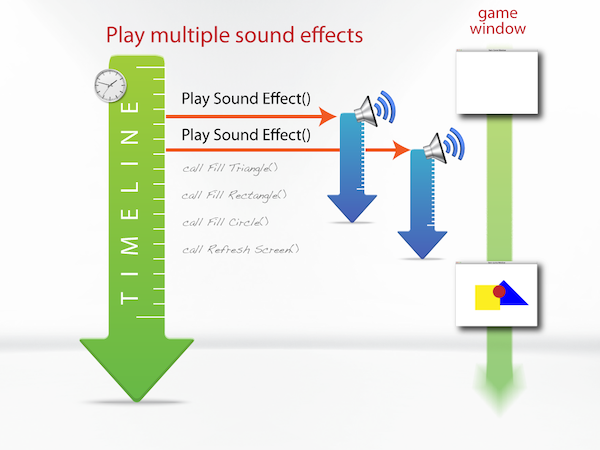 Play multiple sound effects
game
window
TIMELINE
Play Sound Effect()
Play Sound Effect()
call Fill Triangle()
call Fill Rectangle()
call Fill Circle()
call Refresh Screen()